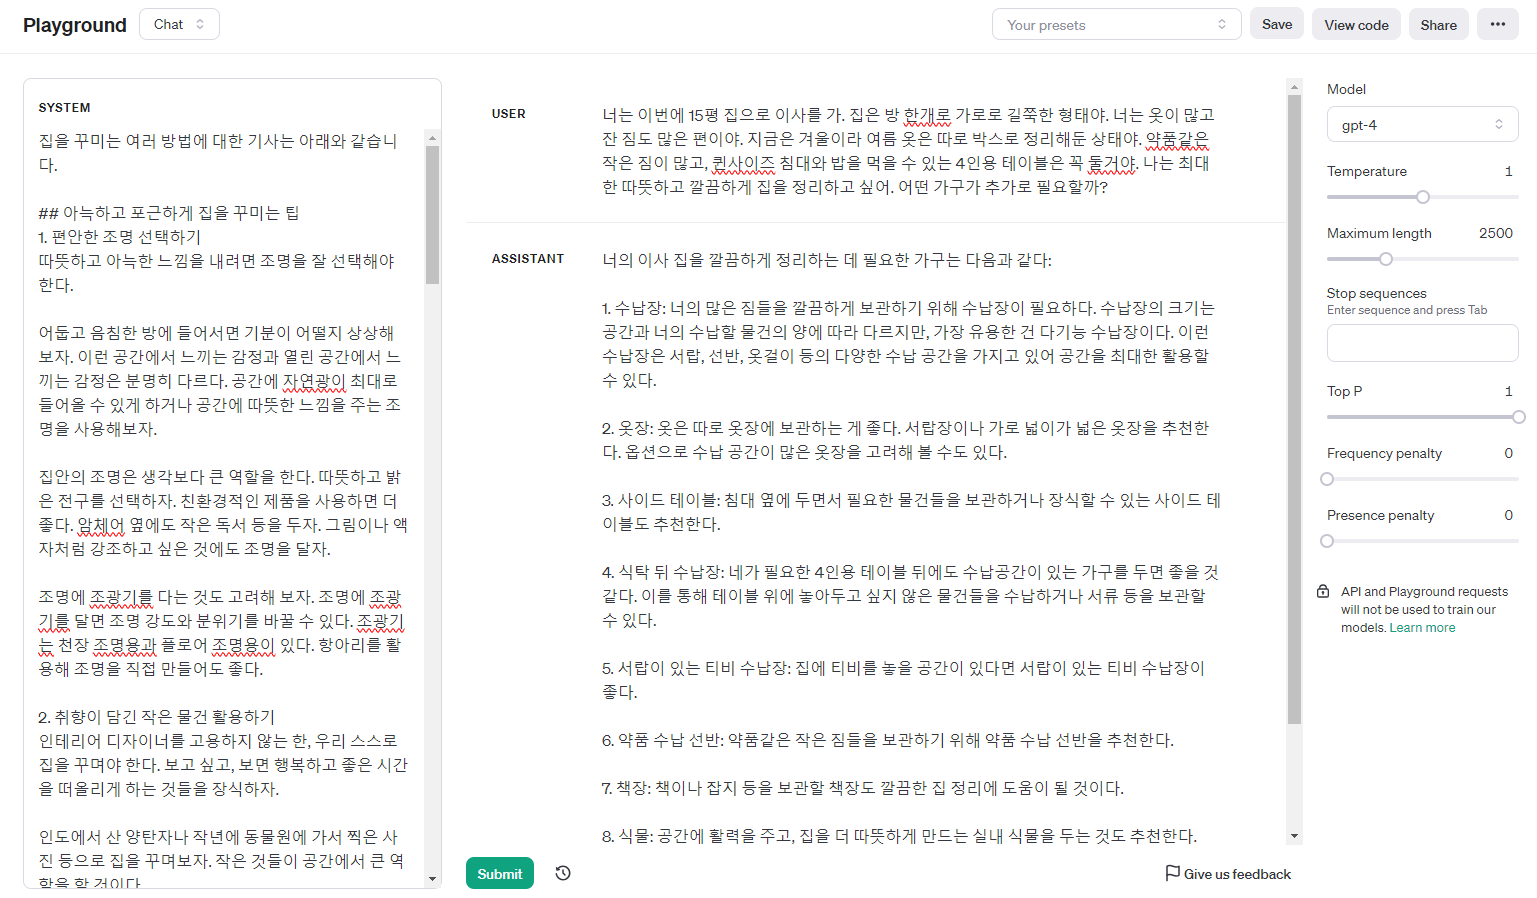 Playground
Chat
Your presets
Save
View code
Share
SYSTEM
집을 꾸미는 여러 방법에 대한 기사는 아래와 같습니
다.
## 아늑하고 포근하게 집을 꾸미는 팁
1. 편안한 조명 선택하기
따뜻하고 아늑한 느낌을 내려면 조명을 잘 선택해야
한다.
어둡고 음침한 방에 들어서면 기분이 어떨지 상상해
보자. 이런 공간에서 느끼는 감정과 열린 공간에서 느
끼는 감정은 분명히 다르다. 공간에 자연광이 최대로
들어올 수 있게 하거나 공간에 따뜻한 느낌을 주는 조
명을 사용해보자.
집안의 조명은 생각보다 큰 역할을 한다. 따뜻하고 밝
은 전구를 선택하자. 친환경적인 제품을 사용하면 더
좋다. 암체어 옆에도 작은 독서 등을 두자. 그림이나 액
자처럼 강조하고 싶은 것에도 조명을 달자.
조명에 조광기를 다는 것도 고려해 보자. 조명에 조광
기를 달면 조명 강도와 분위기를 바꿀 수 있다. 조광기
는 천장 조명용과 플로어 조명용이 있다. 항아리를 활
용해 조명을 직접 만들어도 좋다.
2. 취향이 담긴 작은 물건 활용하기
인테리어 디자이너를 고용하지 않는 한, 우리 스스로
집을 꾸며야 한다. 보고 싶고, 보면 행복하고 좋은 시간
을 떠올리게 하는 것들을 장식하자.
인도에서 산 양탄자나 작년에 동물원에 가서 찍은 사
진 등으로 집을 꾸며보자. 작은 것들이 공간에서 큰 역
할을 할 것이다.
USER
너는 이번에 15평 집으로 이사를 가. 집은 방 한개로 가로로 길쭉한 형태야. 너는 옷이 많고
잔 짐도 많은 편이야. 지금은 겨울이라 여름 옷은 따로 박스로 정리해둔 상태야. 약품같은
작은 짐이 많고, 퀸사이즈 침대와 밥을 먹을 수 있는 4인용 테이블은 꼭 둘거야. 나는 최대
한 따뜻하고 깔끔하게 집을 정리하고 싶어. 어떤 가구가 추가로 필요할까?
ASSISTANT
너의 이사 집을 깔끔하게 정리하는 데 필요한 가구는 다음과 같다:
1. 수납장: 너의 많은 짐들을 깔끔하게 보관하기 위해 수납장이 필요하다. 수납장의 크기는
공간과 너의 수납할 물건의 양에 따라 다르지만, 가장 유용한 건 다기능 수납장이다. 이런
수납장은 서랍, 선반, 옷걸이 등의 다양한 수납 공간을 가지고 있어 공간을 최대한 활용할
수 있다.
2. 옷장: 옷은 따로 옷장에 보관하는 게 좋다. 서랍장이나 가로 넓이가 넓은 옷장을 추천한
다. 옵션으로 수납 공간이 많은 옷장을 고려해 볼 수도 있다.
3. 사이드 테이블: 침대 옆에 두면서 필요한 물건들을 보관하거나 장식할 수 있는 사이드 테
이블도 추천한다.
4. 식탁 뒤 수납장: 네가 필요한 4인용 테이블 뒤에도 수납공간이 있는 가구를 두면 좋을 것
같다. 이를 통해 테이블 위에 놓아두고 싶지 않은 물건들을 수납하거나 서류 등을 보관할
수 있다.
5. 서랍이 있는 티비 수납장: 집에 티비를 놓을 공간이 있다면 서랍이 있는 티비 수납장이
좋다.
6. 약품 수납 선반: 약품같은 작은 짐들을 보관하기 위해 약품 수납 선반을 추천한다.
7. 책장: 책이나 잡지 등을 보관할 책장도 깔끔한 집 정리에 도움이 될 것이다.
8. 식물: 공간에 활력을 주고, 집을 더 따뜻하게 만드는 실내 식물을 두는 것도 추천한다.
Submit
Give us feedback
Model
gpt-4
Temperature 1
Maximum length 2500
Stop sequences
Enter sequence and press Tab
Top P 1
Frequency penalty 0
Presence penalty 0
API and Playground requests
will not be used to train our
models. Learn more